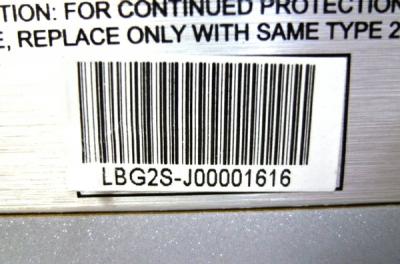 TION: FOR CONTINUED PROTECTION
E, REPLACE ONLY WITH SAME TYPE 2
LBG2S-J00001616